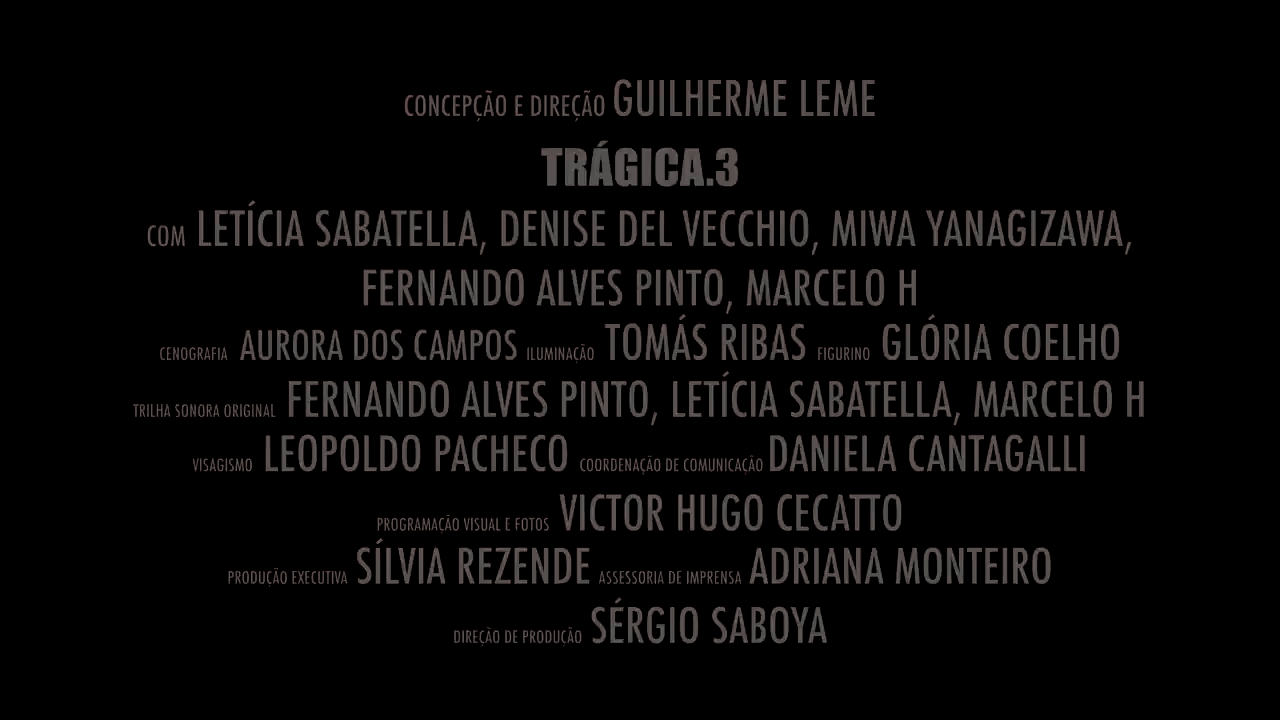 CONCEPÇÃO E DIREÇÃO GUILHERME LEME
TRÁGICA.3
COM LETÍCIA SABATELLA, DENISE DEL VECCHIO, MIWA YANAGIZAWA,
FERNANDO ALVES PINTO, MARCELO H
CENOGRAFIA AURORA DOS CAMPOS ILUMINAÇÃO TOMÁS RIBAS FIGURINO GLÓRIA COELHO
TRILHA SONORA ORIGINAL FERNANDO ALVES PINTO, LETÍCIA SABATELLA, MARCELO H
VISAGISMO LEOPOLDO PACHECO COORDENAÇÃO DE COMUNICAÇÃO DANIELA CANTAGALLI
PROGRAMAÇÃO VISUAL E FOTOS VICTOR HUGO CECATTO
PRODUÇÃO EXECUTIVA SÍLVIA REZENDE ASSESSORIA DE IMPRENSA ADRIANA MONTEIRO
DIREÇÃO DE PRODUÇÃO SÉRGIO SABOYA